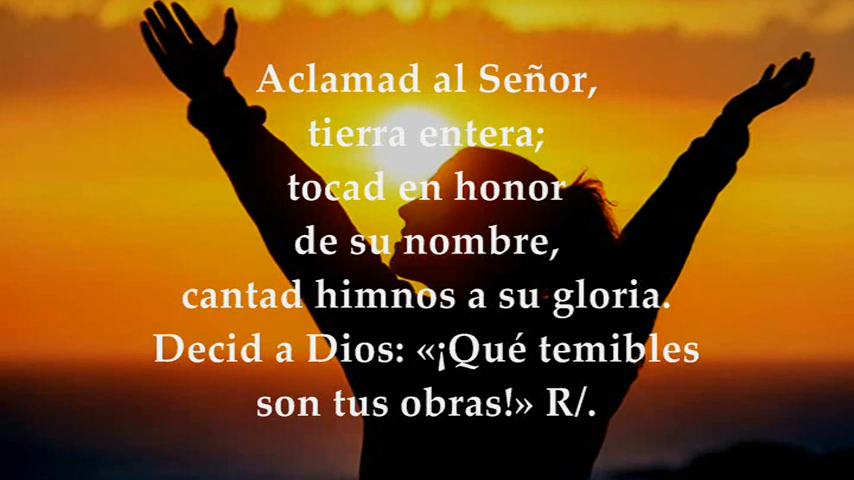 Aclamad al Señor,
tierra entera;
tocad en honor
de su nombre,
cantad himnos a su gloria.
Decid a Dios: «¡Qué temibles
son tus obras!» R/.